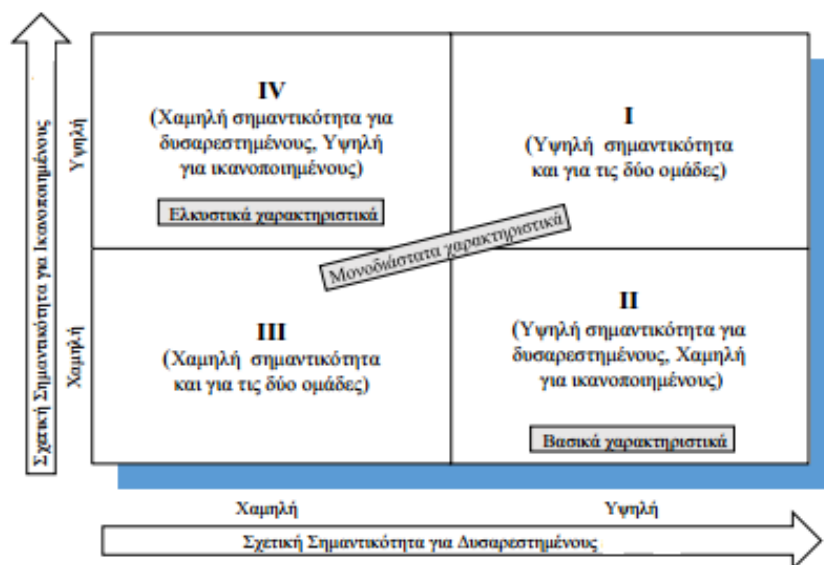 Σχετική Σημαντικότητα για Ικανοποιημένους
Υψηλή
Χαμηλή
IV
(Χαμηλή σημαντικότητα για
δυσαρεστημένους, Υψηλή
για ικανοποιημένους)
Ελκυστικά χαρακτηριστικά
I
(Υψηλή σημαντικότητα
και για τις δύο ομάδες)
Μονοδιάστατα χαρακτηριστικά
III
(Χαμηλή σημαντικότητα
και για τις δύο ομάδες)
II
(Υψηλή σημαντικότητα για
δυσαρεστημένους, Χαμηλή
για ικανοποιημένους)
Βασικά χαρακτηριστικά
Χαμηλή
Υψηλή
Σχετική Σημαντικότητα για Δυσαρεστημένους